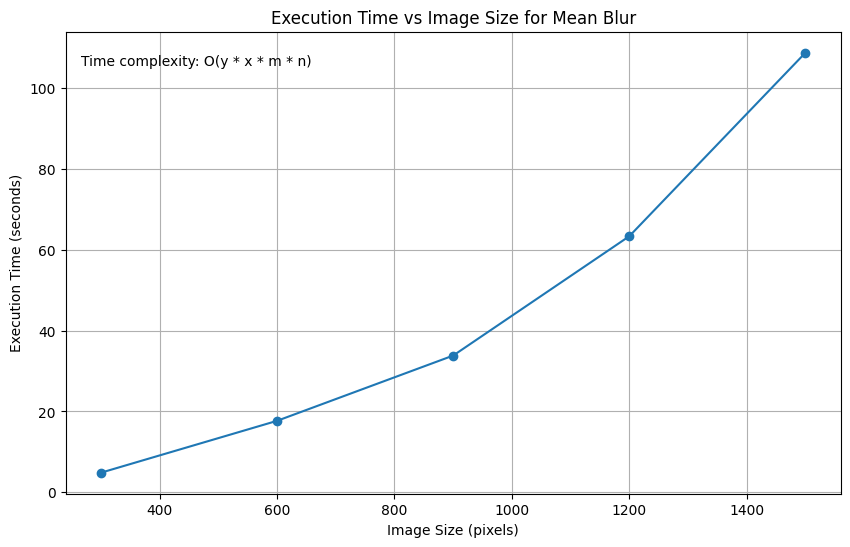 Execution Time vs Image Size for Mean Blur
Time complexity: O(y * x * m * n)
Execution Time (seconds)
100
80
60
40
20
0
400 600 800 1000 1200 1400
Image Size (pixels)